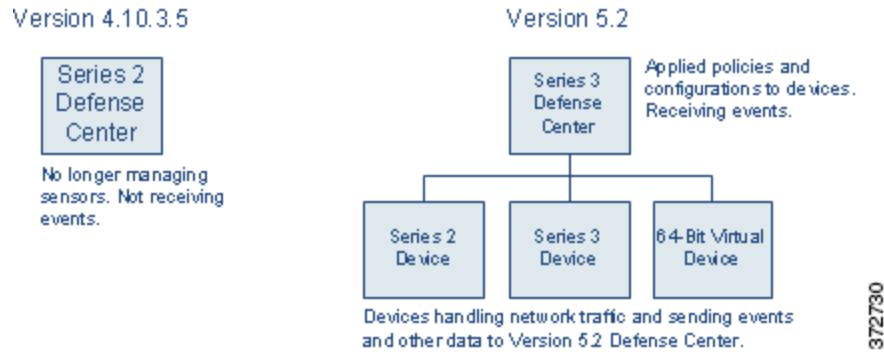 Version 4.10.3.5
Series 2
Defense
Center
No longer managing
sensors. Not receiving
events.
Version 5.2
Series 3
Defense
Center
Applied policies and
configurations to devices.
Receiving events.
Series 2
Device
Series 3
Device
64-Bit Virtual
Device
Devices handling network traffic and sending events
and other data to Version 5.2 Defense Center.
372730